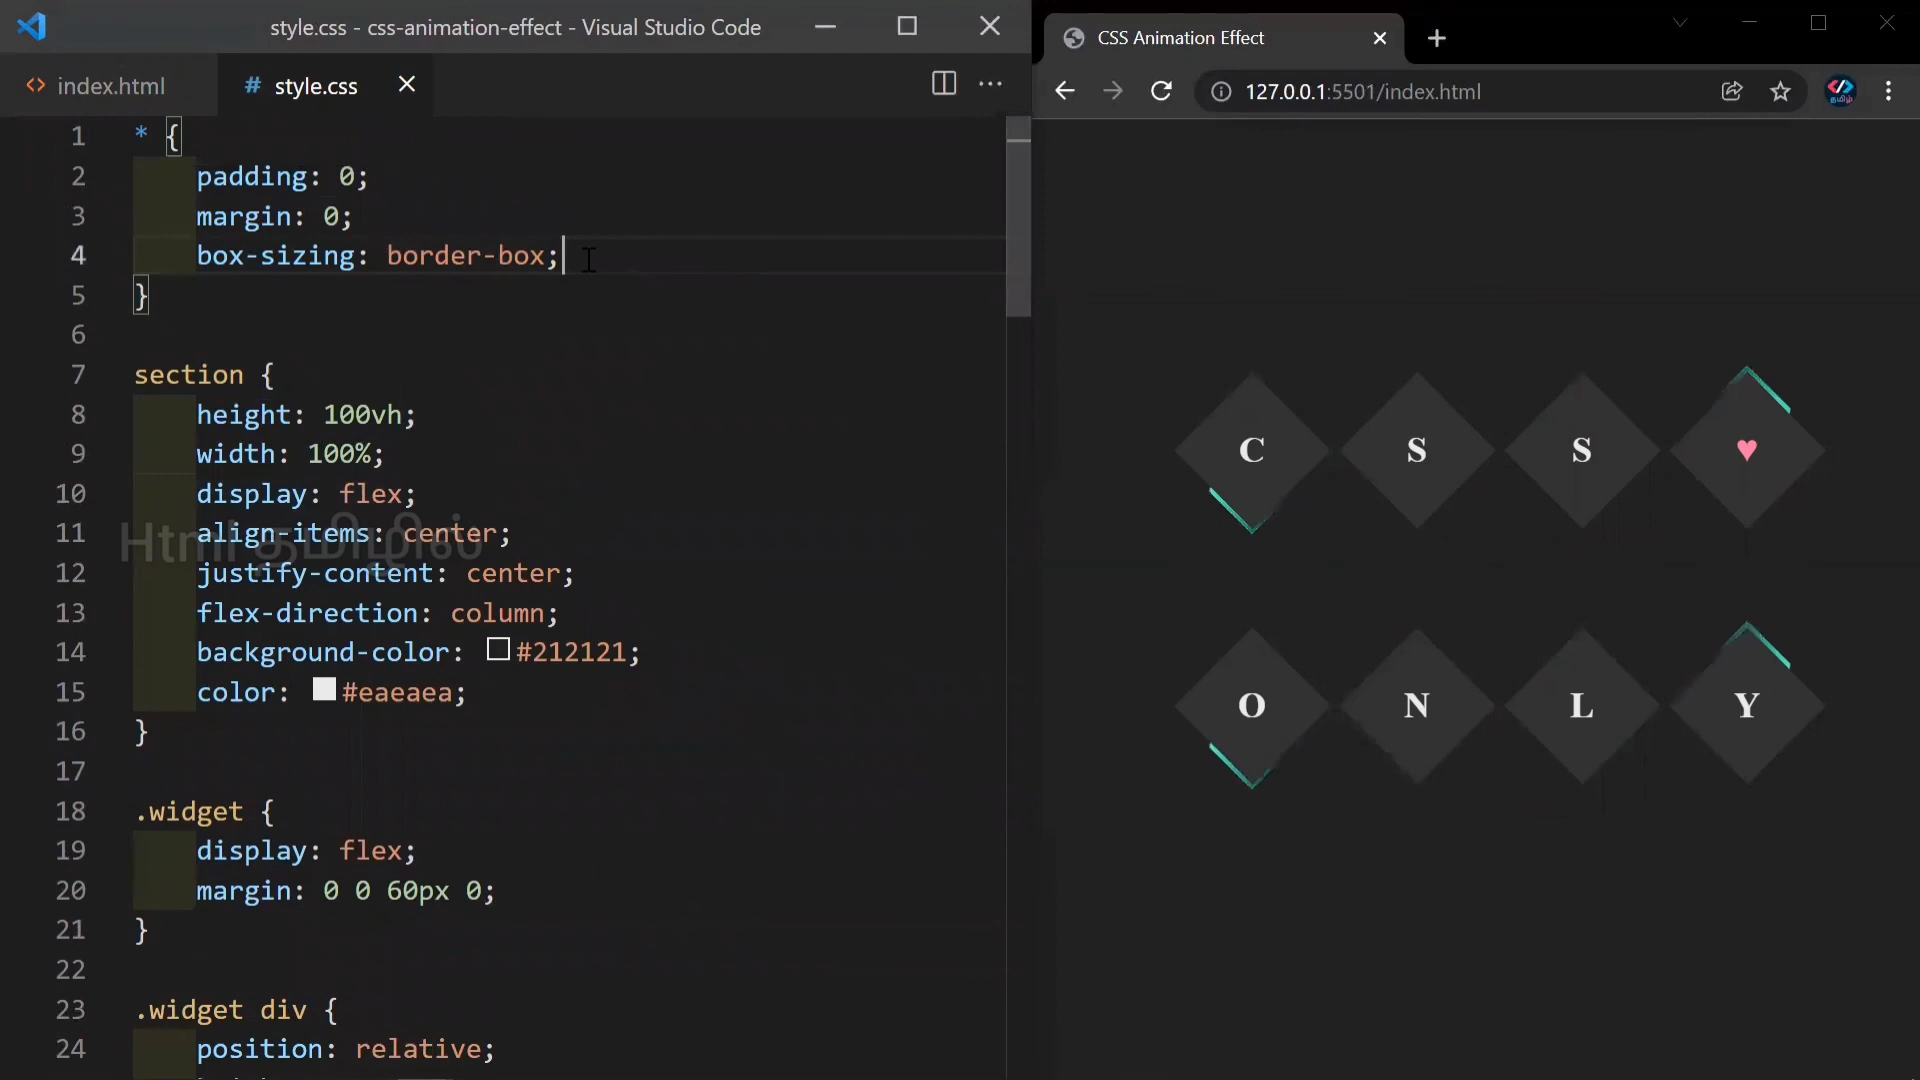 style.css - css-animation-effect - Visual Studio Code
index.html
# style.css
1 * {
2 padding: 0;
3 margin: 0;
4 box-sizing: border-box;
5 }
6
7 section {
8 height: 100vh;
9 width: 100%;
10 display: flex;
11 align-items: center;
12 justify-content: center;
13 flex-direction: column;
14 background-color: #212121;
15 color: #eaeaea;
16 }
17
18 .widget {
19 display: flex;
20 margin: 0 0 60px 0;
21 }
22
23 .widget div {
24 position: relative;
Html தமிழில்
CSS Animation Effect
127.0.0.1:5501/index.html
தமிழ்
C S S ♥
O N L Y